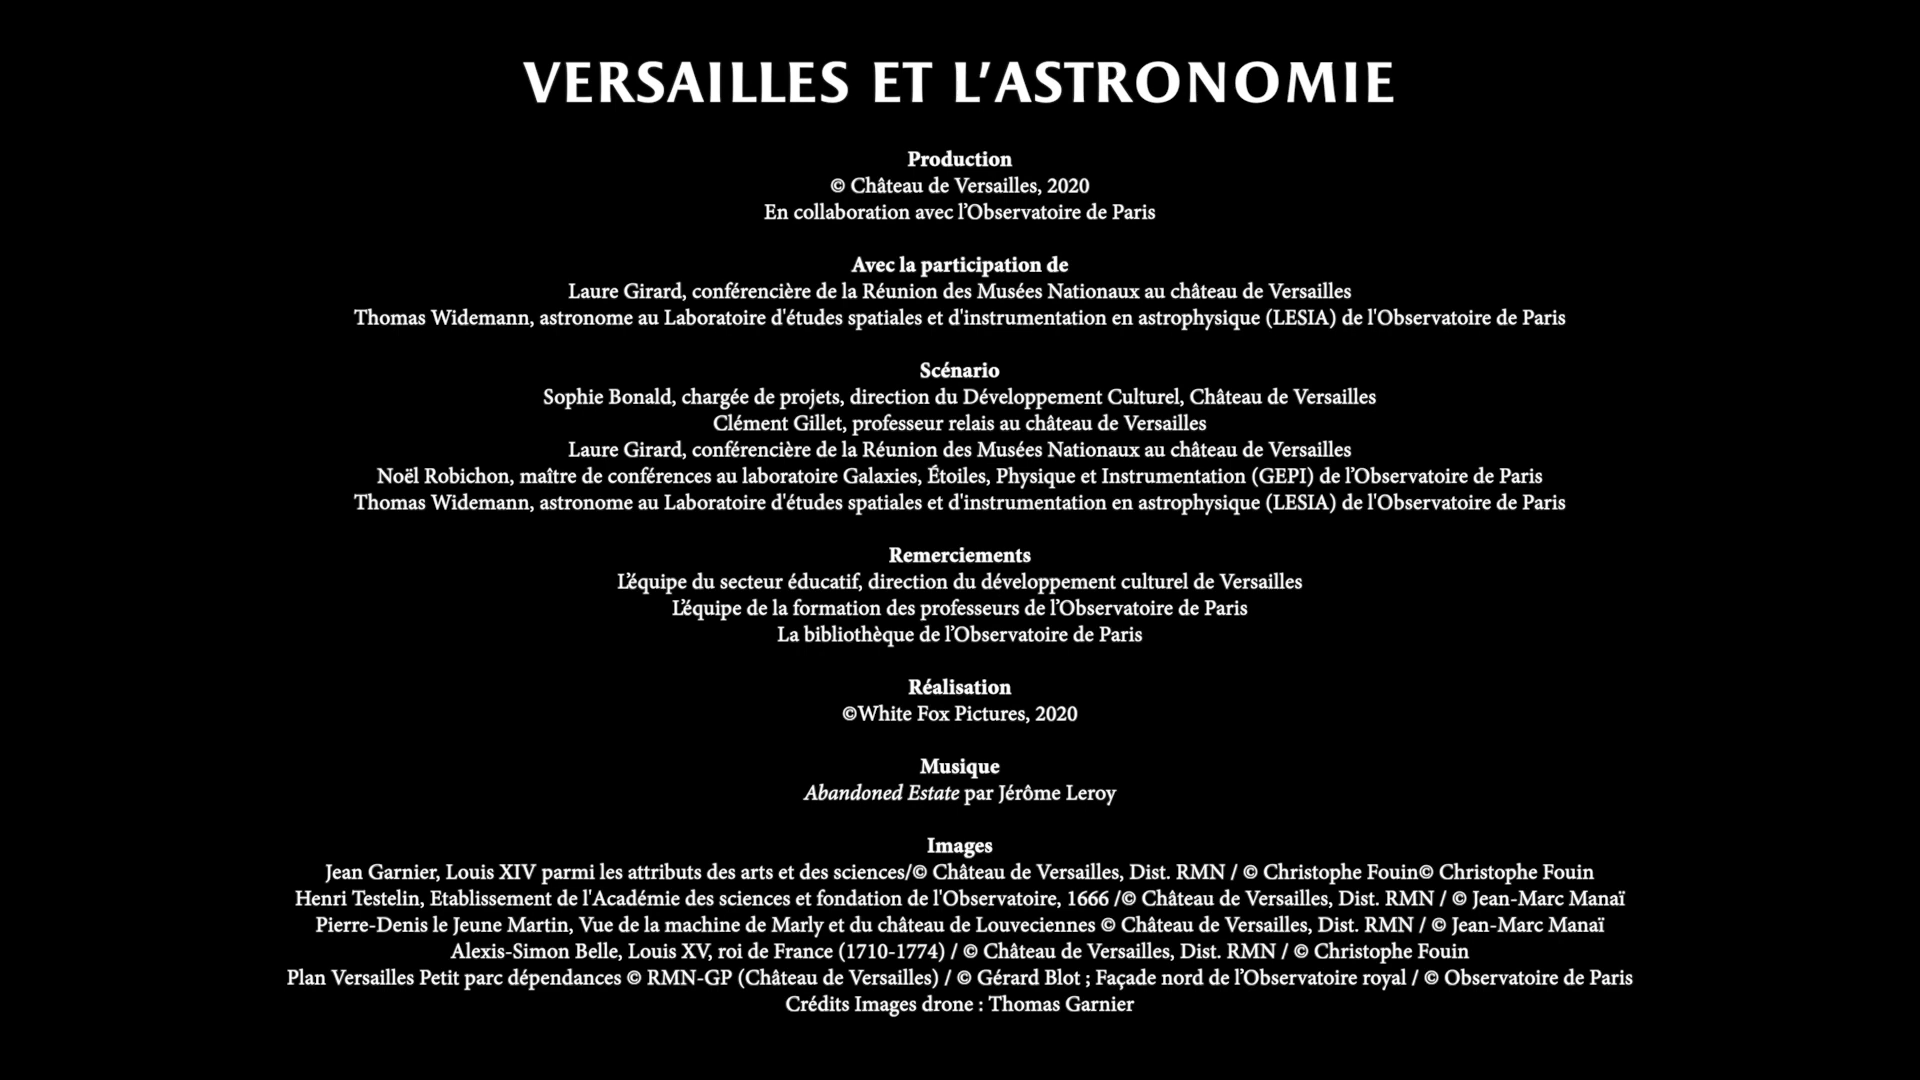 VERSAILLES ET L’ASTRONOMIE
Production
© Château de Versailles, 2020
En collaboration avec l’Observatoire de Paris
Avec la participation de
Laure Girard, conférencière de la Réunion des Musées Nationaux au château de Versailles
Thomas Widemann, astronome au Laboratoire d'études spatiales et d'instrumentation en astrophysique (LESIA) de l'Observatoire de Paris
Scénario
Sophie Bonald, chargée de projets, direction du Développement Culturel, Château de Versailles
Clément Gillet, professeur relais au château de Versailles
Laure Girard, conférencière de la Réunion des Musées Nationaux au château de Versailles
Noël Robichon, maître de conférences au laboratoire Galaxies, Étoiles, Physique et Instrumentation (GEPI) de l’Observatoire de Paris
Thomas Widemann, astronome au Laboratoire d'études spatiales et d'instrumentation en astrophysique (LESIA) de l'Observatoire de Paris
Remerciements
L’équipe du secteur éducatif, direction du développement culturel de Versailles
L’équipe de la formation des professeurs de l’Observatoire de Paris
La bibliothèque de l’Observatoire de Paris
Réalisation
©White Fox Pictures, 2020
Musique
Abandoned Estate par Jérôme Leroy
Images
Jean Garnier, Louis XIV parmi les attributs des arts et des sciences/© Château de Versailles, Dist. RMN / © Christophe Fouin© Christophe Fouin
Henri Testelin, Etablissement de l'Académie des sciences et fondation de l'Observatoire, 1666 /© Château de Versailles, Dist. RMN / © Jean-Marc Manaï
Pierre-Denis le Jeune Martin, Vue de la machine de Marly et du château de Louveciennes © Château de Versailles, Dist. RMN / © Jean-Marc Manaï
Alexis-Simon Belle, Louis XV, roi de France (1710-1774) / © Château de Versailles, Dist. RMN / © Christophe Fouin
Plan Versailles Petit parc dépendances © RMN-GP (Château de Versailles) / © Gérard Blot ; Façade nord de l’Observatoire royal / © Observatoire de Paris
Crédits Images drone : Thomas Garnier